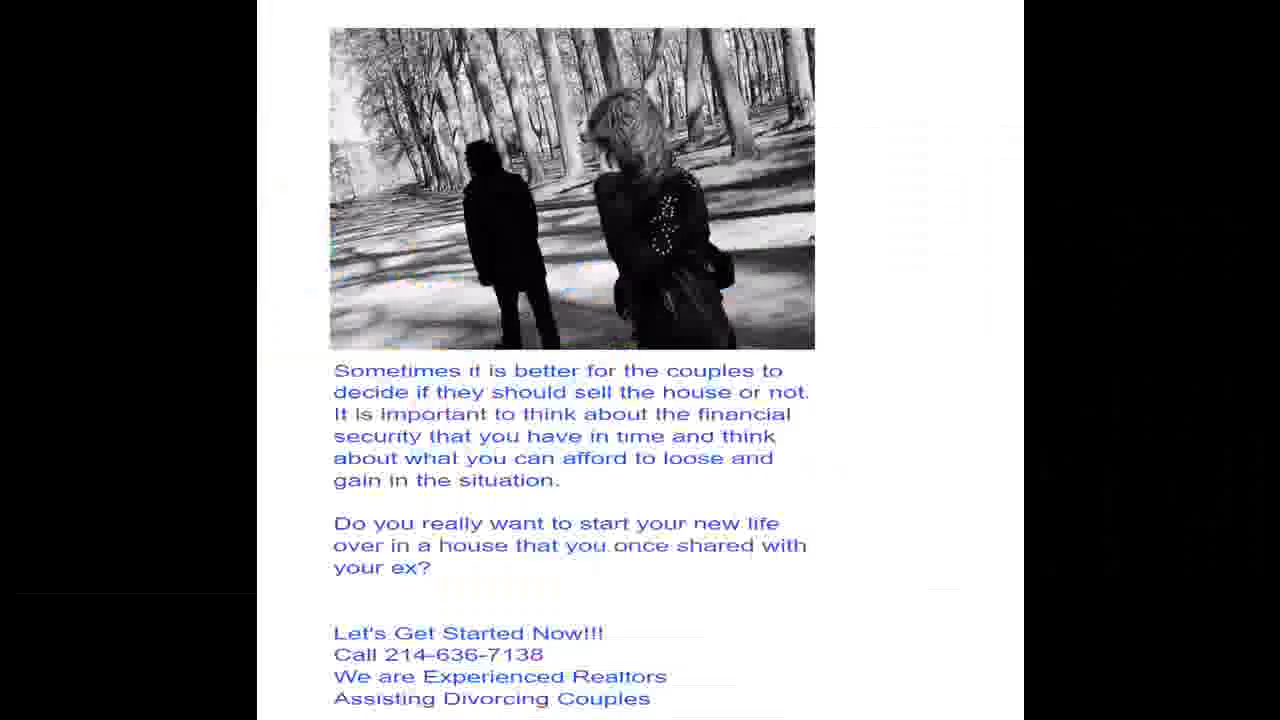 Sometimes it is better for the couples to
decide if they should sell the house or not.
It is important to think about the financial
security that you have in time and think
about what you can afford to loose and
gain in the situation.
Do you really want to start your new life
over in a house that you once shared with
your ex?
Let's Get Started Now!!!
Call 214-636-7138
We are Experienced Realtors
Assisting Divorcing Couples